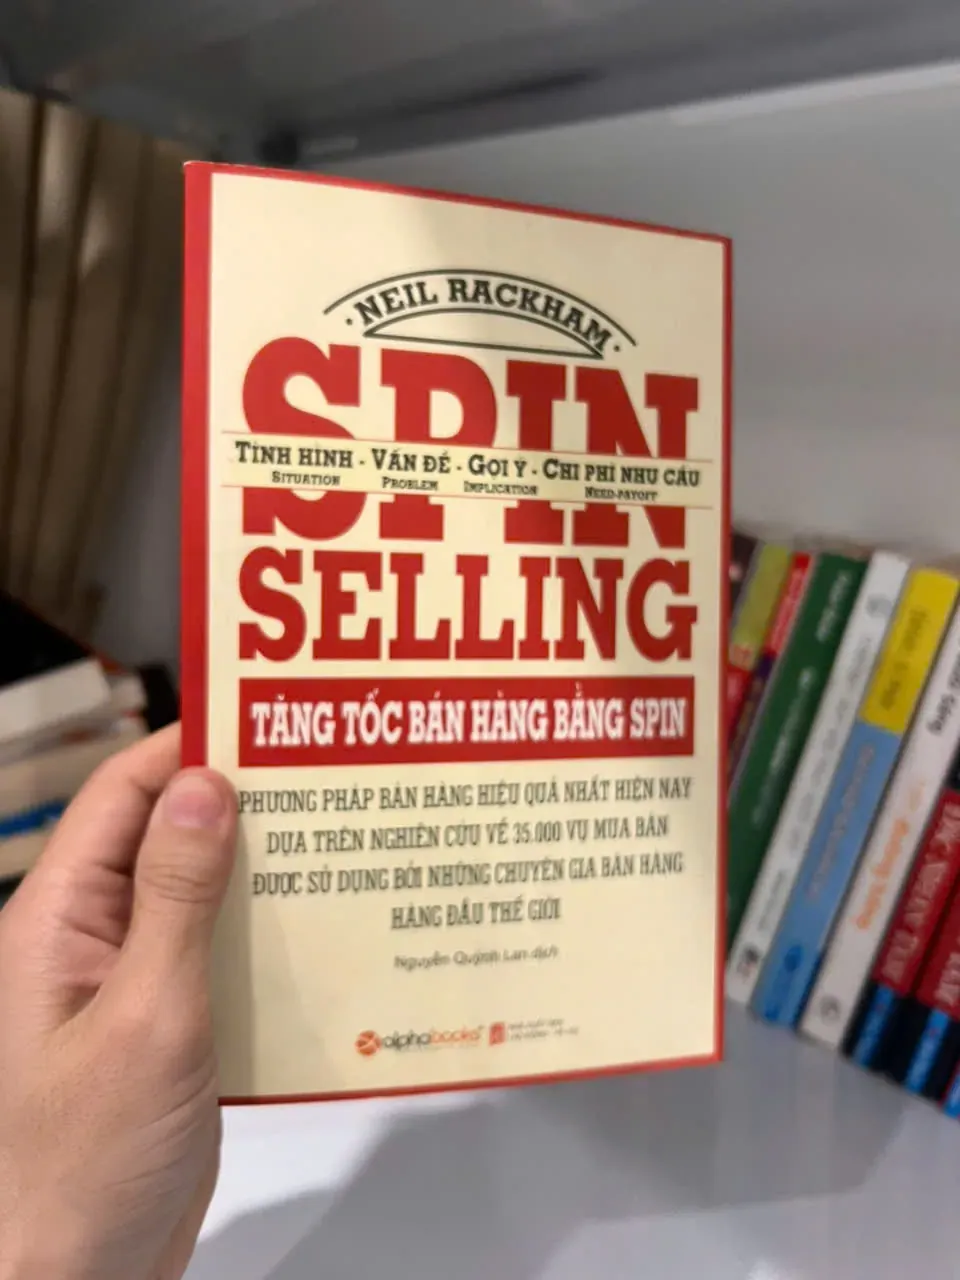 NEIL RACKHAM
SPIN
TÌNH HÌNH - VẤN ĐỀ - GỢI Ý - CHI PHÍ NHU CẦU
SITUATION PROBLEM IMPLICATION NEED-PAYOFF
SELLING
TĂNG TỐC BÁN HÀNG BẰNG SPIN
PHƯƠNG PHÁP BÁN HÀNG HIỆU QUẢ NHẤT HIỆN NAY
DỰA TRÊN NGHIÊN CỨU VỀ 35.000 VỤ MUA BÁN
ĐƯỢC SỬ DỤNG BỞI NHỮNG CHUYÊN GIA BÁN HÀNG
HÀNG ĐẦU THẾ GIỚI
Nguyễn Quỳnh Lan dịch
alphabooks